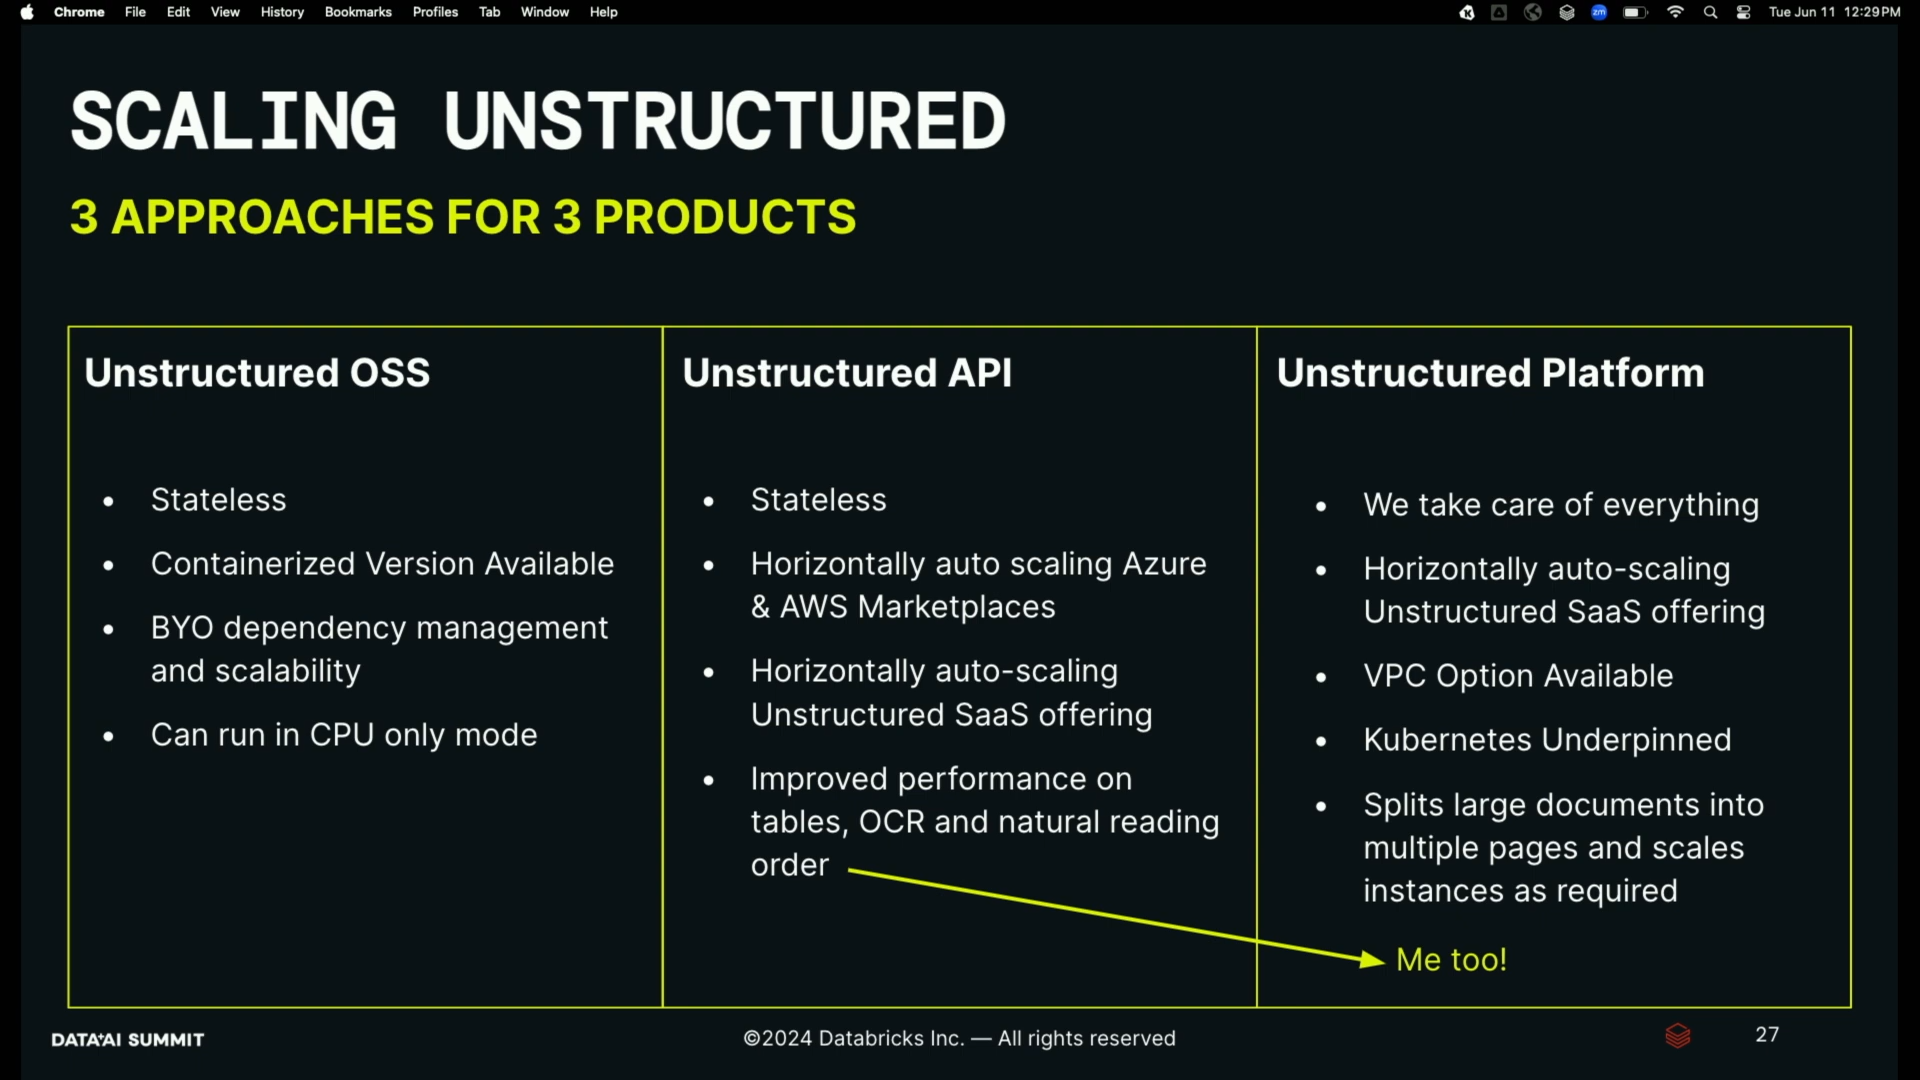 Chrome File Edit View History Bookmarks Profiles Tab Window Help
zm
Tue Jun 11 12:29 PM
SCALING UNSTRUCTURED
3 APPROACHES FOR 3 PRODUCTS
Unstructured OSS
• Stateless
• Containerized Version Available
• BYO dependency management
and scalability
• Can run in CPU only mode
Unstructured API
• Stateless
• Horizontally auto scaling Azure
& AWS Marketplaces
• Horizontally auto-scaling
Unstructured SaaS offering
• Improved performance on
tables, OCR and natural reading
order
Unstructured Platform
• We take care of everything
• Horizontally auto-scaling
Unstructured SaaS offering
• VPC Option Available
• Kubernetes Underpinned
• Splits large documents into
multiple pages and scales
instances as required
Me too!
DATA+AI SUMMIT
©2024 Databricks Inc. — All rights reserved
27